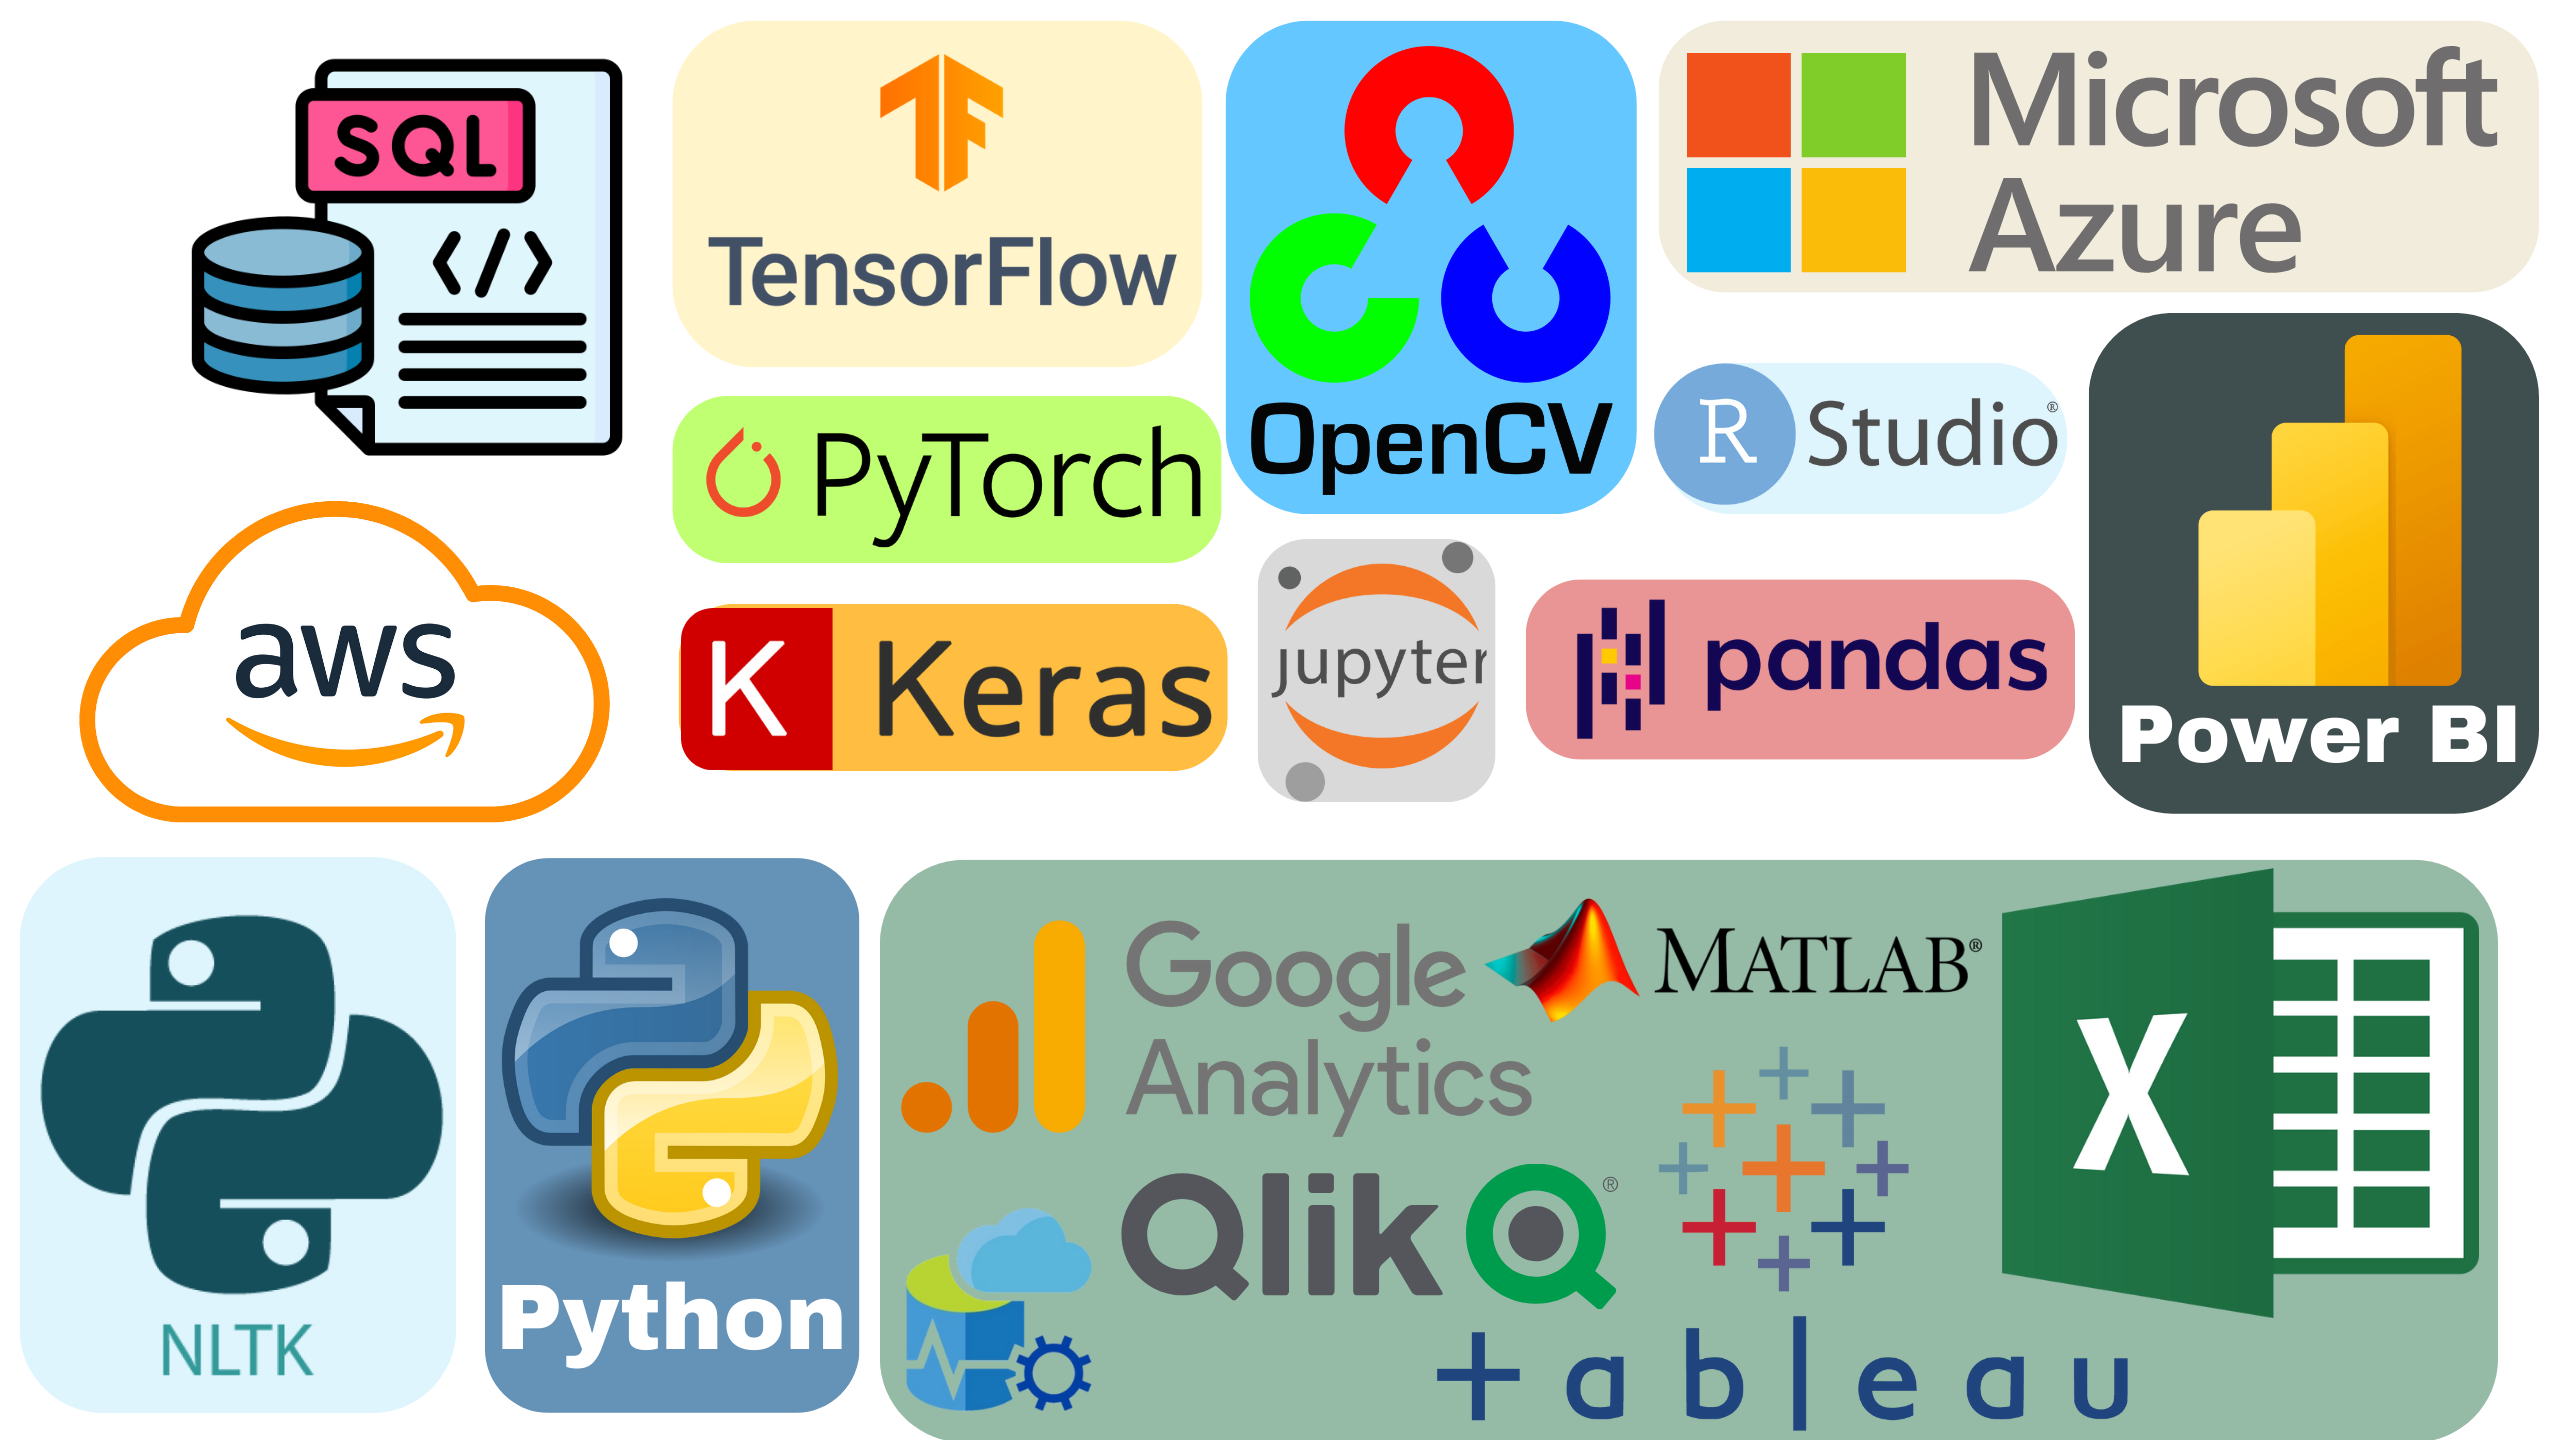 SQL
</>
TensorFlow
OpenCV
Microsoft
Azure
PyTorch
R Studio®
Power BI
aws
K Keras
jupyter
pandas
NLTK
Python
Google
Analytics
MATLAB®
X
Qlik ®
+ableau